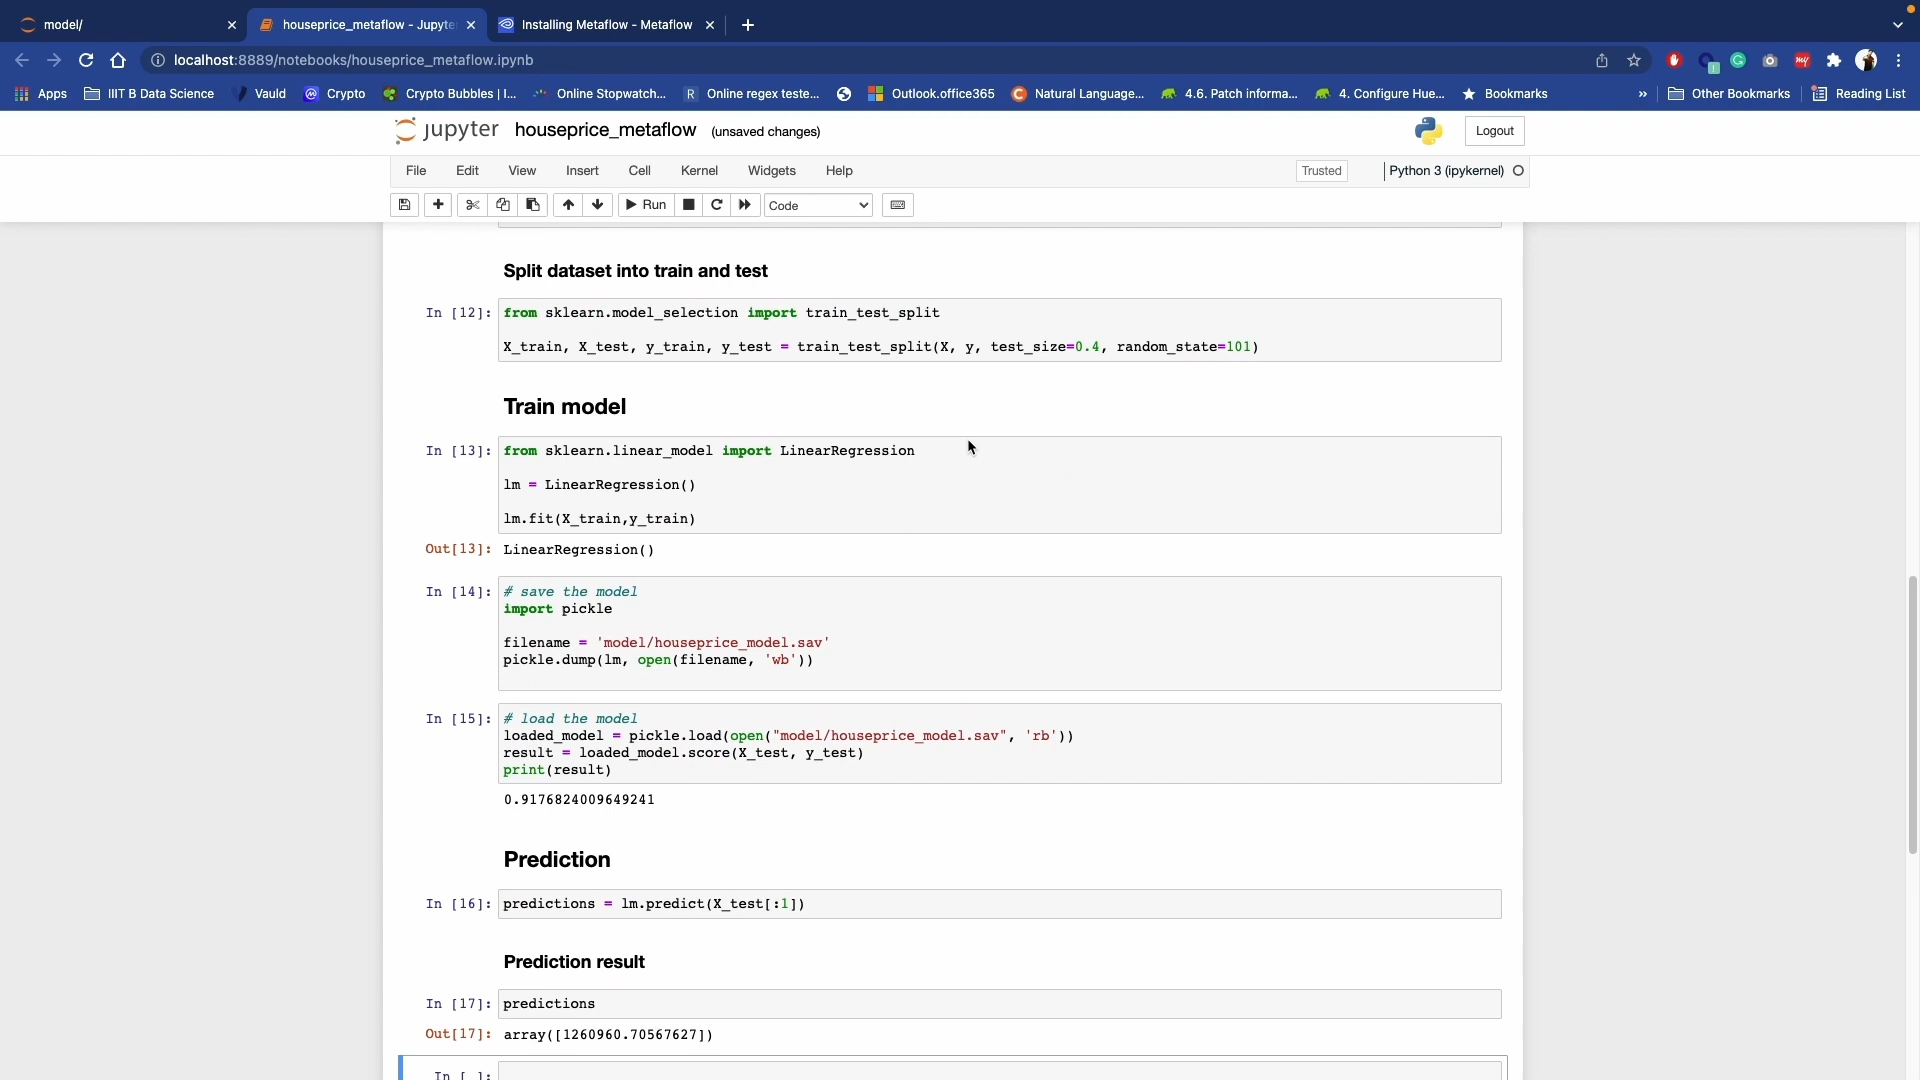 model/
houseprice_metaflow - Jupyte
Installing Metaflow - Metaflow
localhost:8889/notebooks/houseprice_metaflow.ipynb
Apps IIIT B Data Science Vauld Crypto Crypto Bubbles | I... Online Stopwatch... R Online regex teste... Outlook.office365 Natural Language... 4.6. Patch informa... 4. Configure Hue... Bookmarks » Other Bookmarks Reading List
jupyter houseprice_metaflow (unsaved changes) Logout
File Edit View Insert Cell Kernel Widgets Help Trusted Python 3 (ipykernel)
Run Code
Split dataset into train and test
In [12]: from sklearn.model_selection import train_test_split
X_train, X_test, y_train, y_test = train_test_split(X, y, test_size=0.4, random_state=101)
Train model
In [13]: from sklearn.linear_model import LinearRegression
lm = LinearRegression()
lm.fit(X_train,y_train)
Out[13]: LinearRegression()
In [14]: # save the model
import pickle
filename = 'model/houseprice_model.sav'
pickle.dump(lm, open(filename, 'wb'))
In [15]: # load the model
loaded_model = pickle.load(open("model/houseprice_model.sav", 'rb'))
result = loaded_model.score(X_test, y_test)
print(result)
0.9176824009649241
Prediction
In [16]: predictions = lm.predict(X_test[:1])
Prediction result
In [17]: predictions
Out[17]: array([1260960.70567627])
In [ ]: